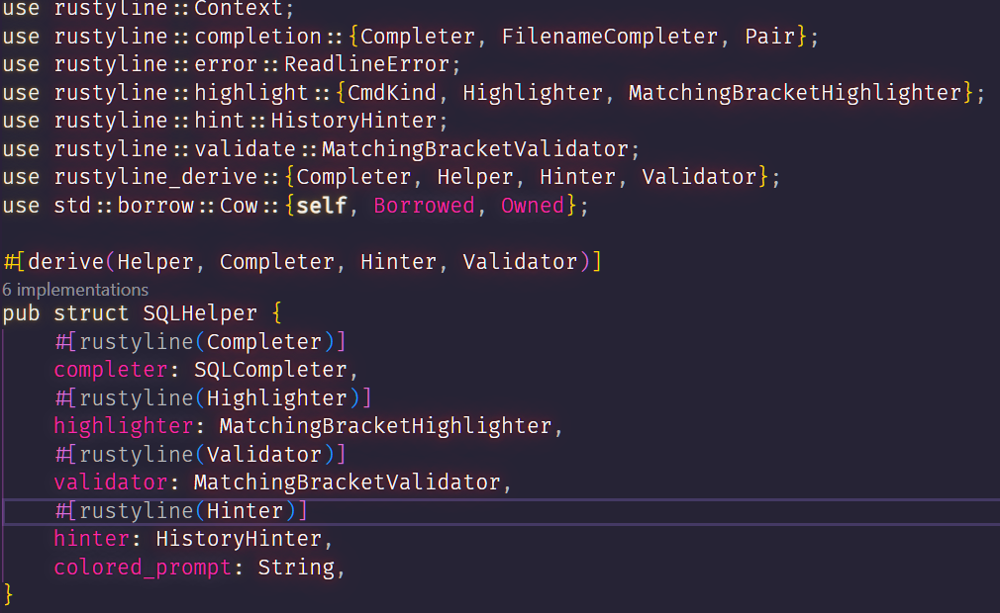 use rustyline::Context;
use rustyline::completion::{Completer, FilenameCompleter, Pair};
use rustyline::error::ReadlineError;
use rustyline::highlight::{CmdKind, Highlighter, MatchingBracketHighlighter};
use rustyline::hint::HistoryHinter;
use rustyline::validate::MatchingBracketValidator;
use rustyline_derive::{Completer, Helper, Hinter, Validator};
use std::borrow::Cow::{self, Borrowed, Owned};
#[derive(Helper, Completer, Hinter, Validator)]
6 implementations
pub struct SQLHelper {
    #[rustyline(Completer)]
    completer: SQLCompleter,
    #[rustyline(Highlighter)]
    highlighter: MatchingBracketHighlighter,
    #[rustyline(Validator)]
    validator: MatchingBracketValidator,
    #[rustyline(Hinter)]
    hinter: HistoryHinter,
    colored_prompt: String,
}